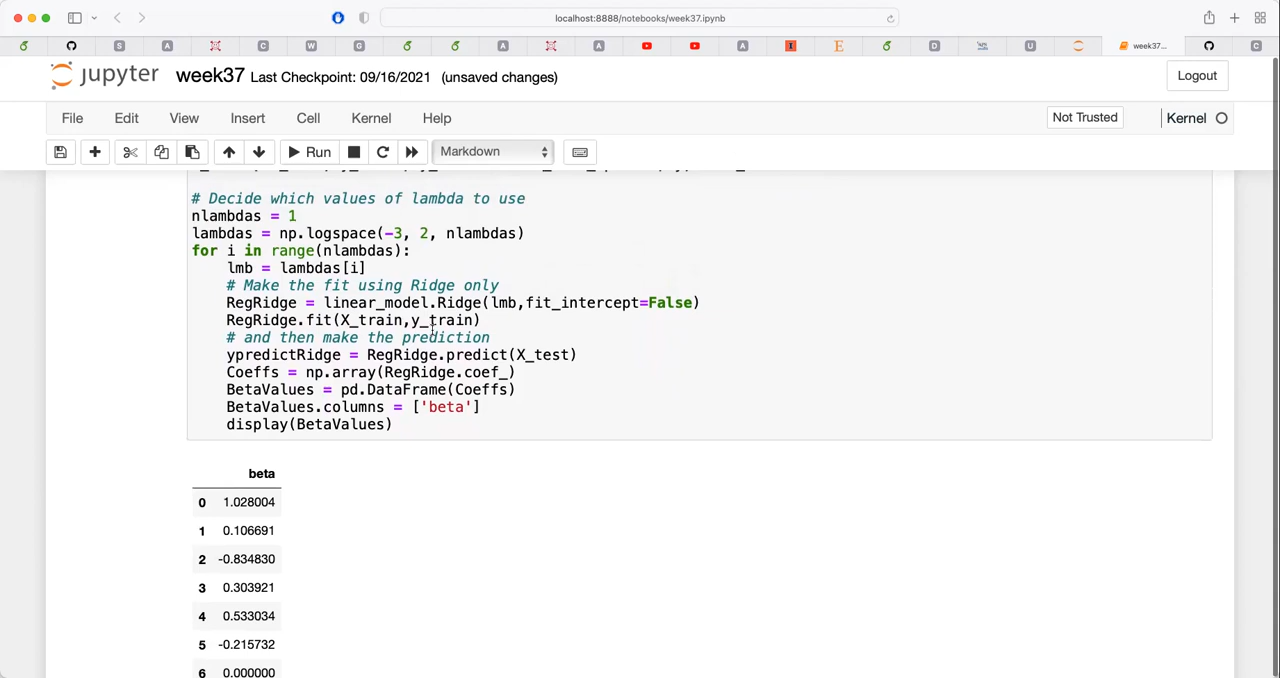 localhost:8888/notebooks/week37.ipynb
week37...
jupyter week37 Last Checkpoint: 09/16/2021 (unsaved changes)
Logout
File Edit View Insert Cell Kernel Help
Not Trusted
Kernel
Run
Markdown
# Decide which values of lambda to use
nlambdas = 1
lambdas = np.logspace(-3, 2, nlambdas)
for i in range(nlambdas):
lmb = lambdas[i]
# Make the fit using Ridge only
RegRidge = linear_model.Ridge(lmb,fit_intercept=False)
RegRidge.fit(X_train,y_train)
# and then make the prediction
ypredictRidge = RegRidge.predict(X_test)
Coeffs = np.array(RegRidge.coef_)
BetaValues = pd.DataFrame(Coeffs)
BetaValues.columns = ['beta']
display(BetaValues)
beta
0 1.028004
1 0.106691
2 -0.834830
3 0.303921
4 0.533034
5 -0.215732
6 0.000000